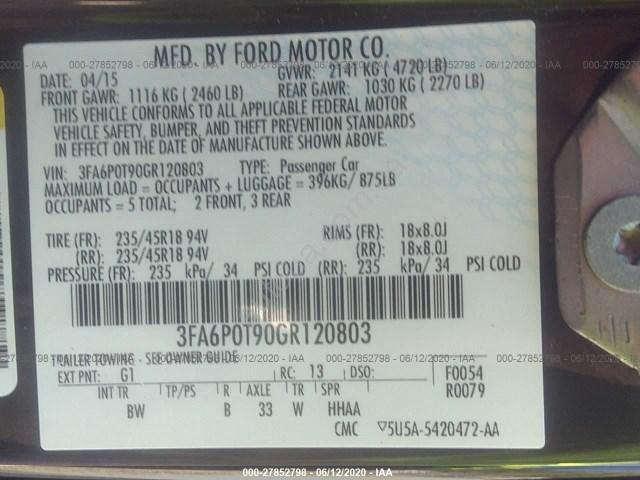 000-27852798 - 06/12/2020 - IAA
MFD. BY FORD MOTOR CO.
DATE: 04/15
GVWR: 2141 KG ( 4720 LB)
FRONT GAWR: 1116 KG ( 2460 LB)
REAR GAWR: 1030 KG ( 2270 LB)
THIS VEHICLE CONFORMS TO ALL APPLICABLE FEDERAL MOTOR
VEHICLE SAFETY, BUMPER, AND THEFT PREVENTION STANDARDS
IN EFFECT ON THE DATE OF MANUFACTURE SHOWN ABOVE.
VIN: 3FA6P0T90GR120803 TYPE: Passenger Car
MAXIMUM LOAD = OCCUPANTS + LUGGAGE = 396KG/ 875LB
OCCUPANTS = 5 TOTAL; 2 FRONT, 3 REAR
TIRE (FR): 235/45R18 94V RIMS (FR): 18x8.0J
(RR): 235/45R18 94V (RR): 18x8.0J
PRESSURE (FR): 235 kPa/ 34 PSI COLD (RR): 235 kPa/ 34 PSI COLD
3FA6P0T90GR120803
TRAILER TOWING - SEE OWNER GUIDE
EXT PNT: G1 RC: 13 DSO: F0054
INT TR TP/PS R AXLE TR SPR R0079
BW B 33 W HHAA
CMC ▽5U5A-5420472-AA
000-27852798 - 06/12/2020 - IAA